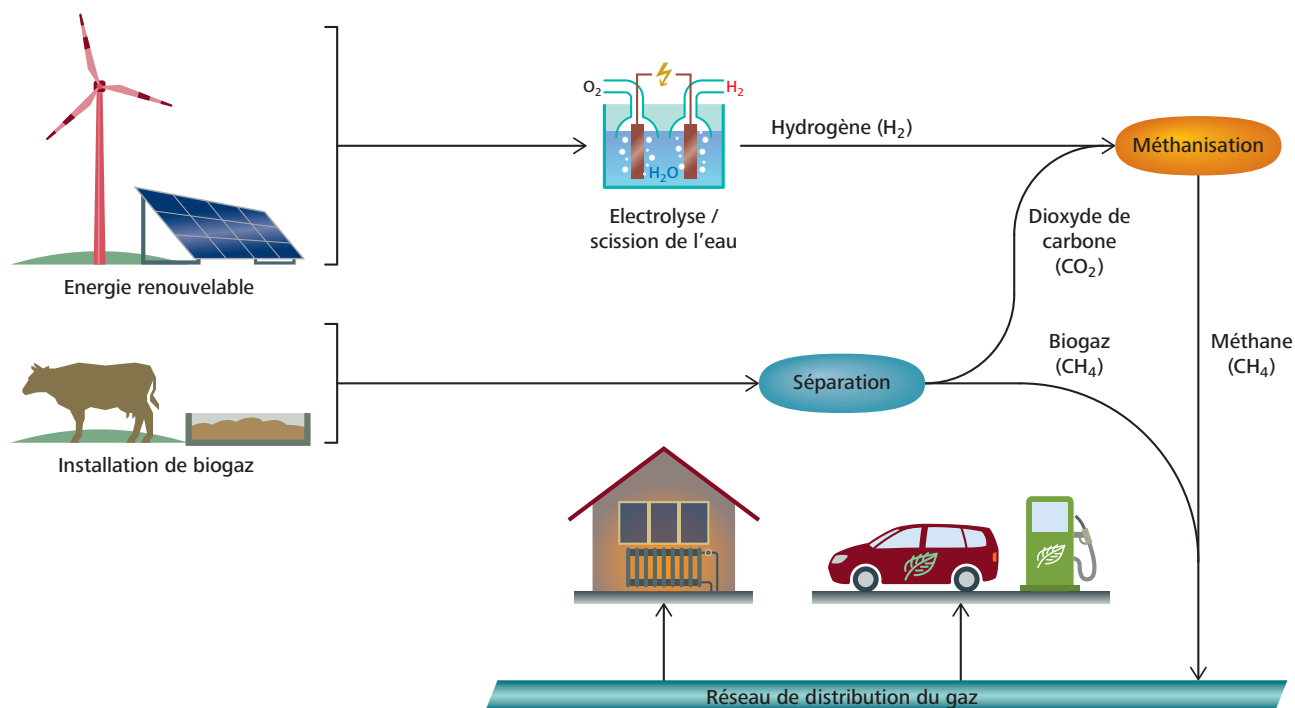 O₂
H₂
H₂O
Electrolyse /
scission de l'eau
Hydrogène (H₂)
Méthanisation
Energie renouvelable
Dioxyde de
carbone
(CO₂)
Installation de biogaz
Séparation
Biogaz
(CH₄)
Méthane
(CH₄)
Réseau de distribution du gaz